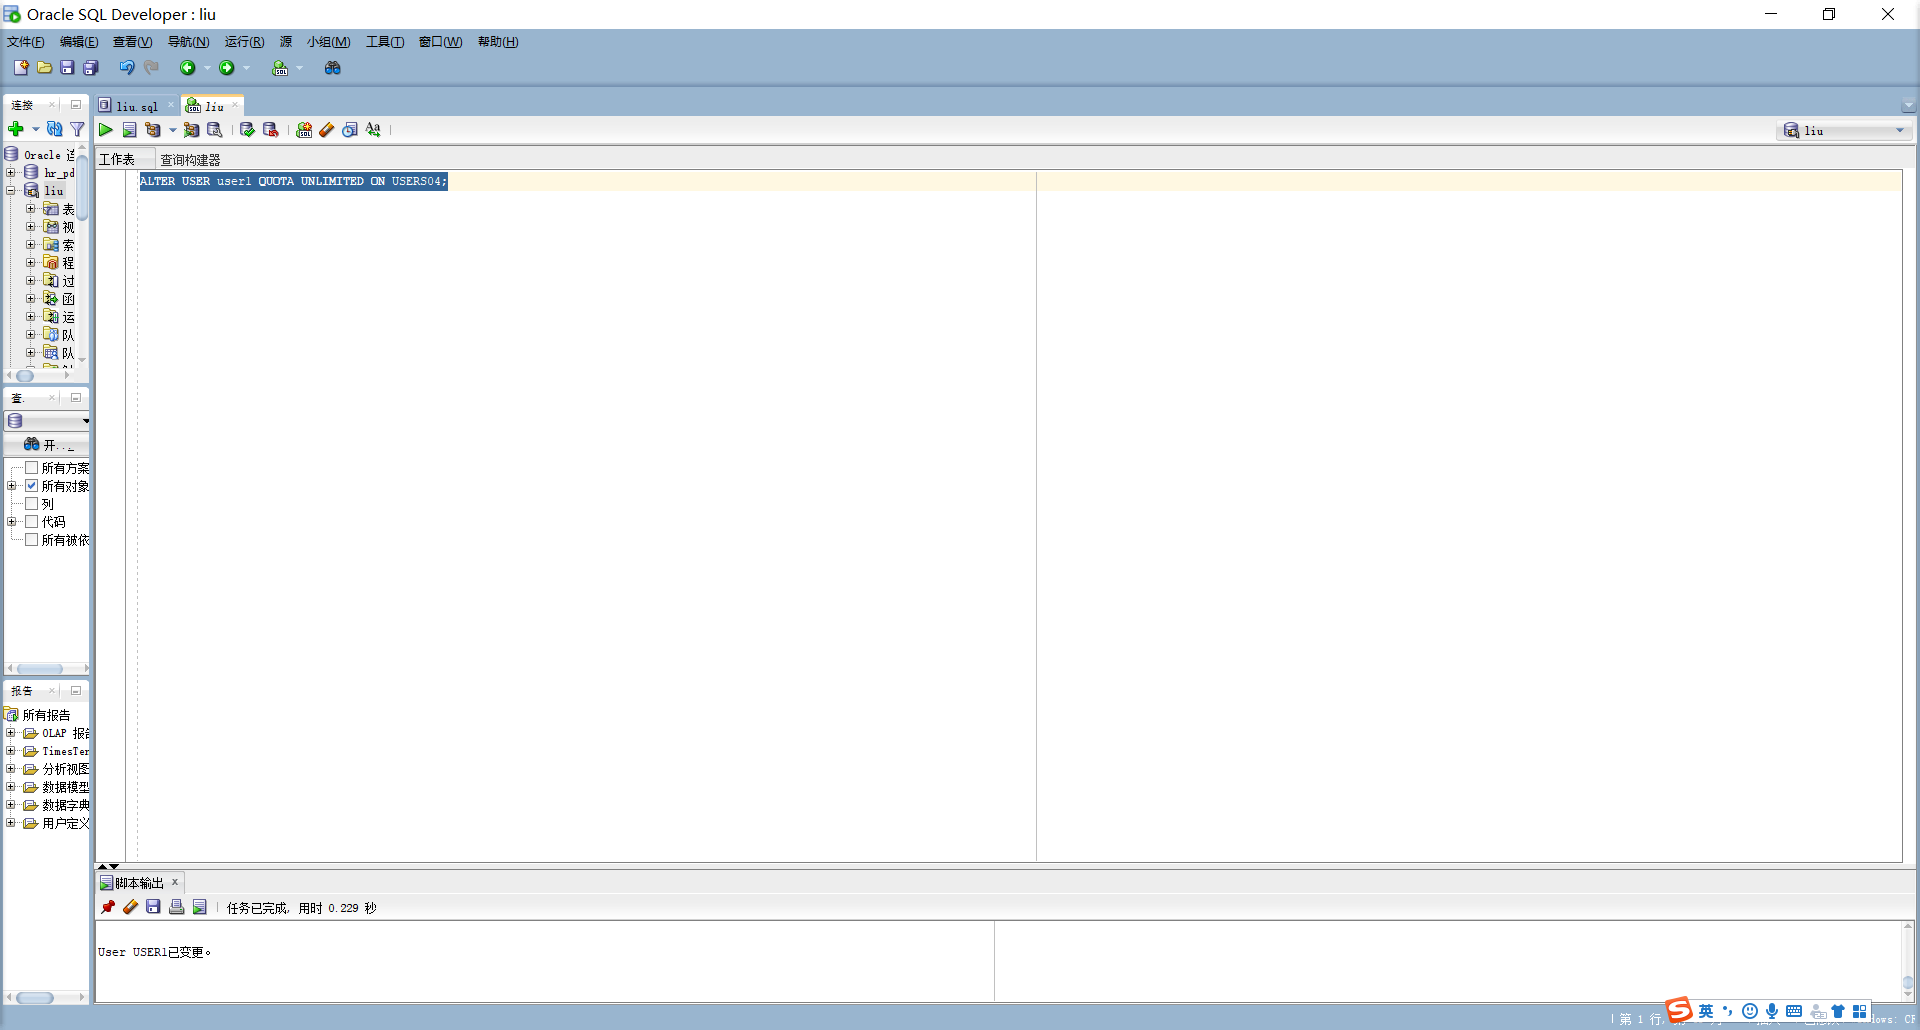 Oracle SQL Developer : liu
文件(F) 编辑(E) 查看(V) 导航(N) 运行(R) 源 小组(M) 工具(T) 窗口(W) 帮助(H)
连接
liu.sql
liu
liu
工作表
查询构建器
Oracle 连
hr_pd
liu
表
视
索
程
过
函
运
队
队
ALTER USER user1 QUOTA UNLIMITED ON USERS04;
查.
开..._
所有方案
所有对象
列
代码
所有被依
报告
所有报告
OLAP 报告
TimesTen
分析视图
数据模型
数据字典
用户定义
脚本输出
任务已完成, 用时 0.229 秒
User USER1已变更。
英
第 1 行,